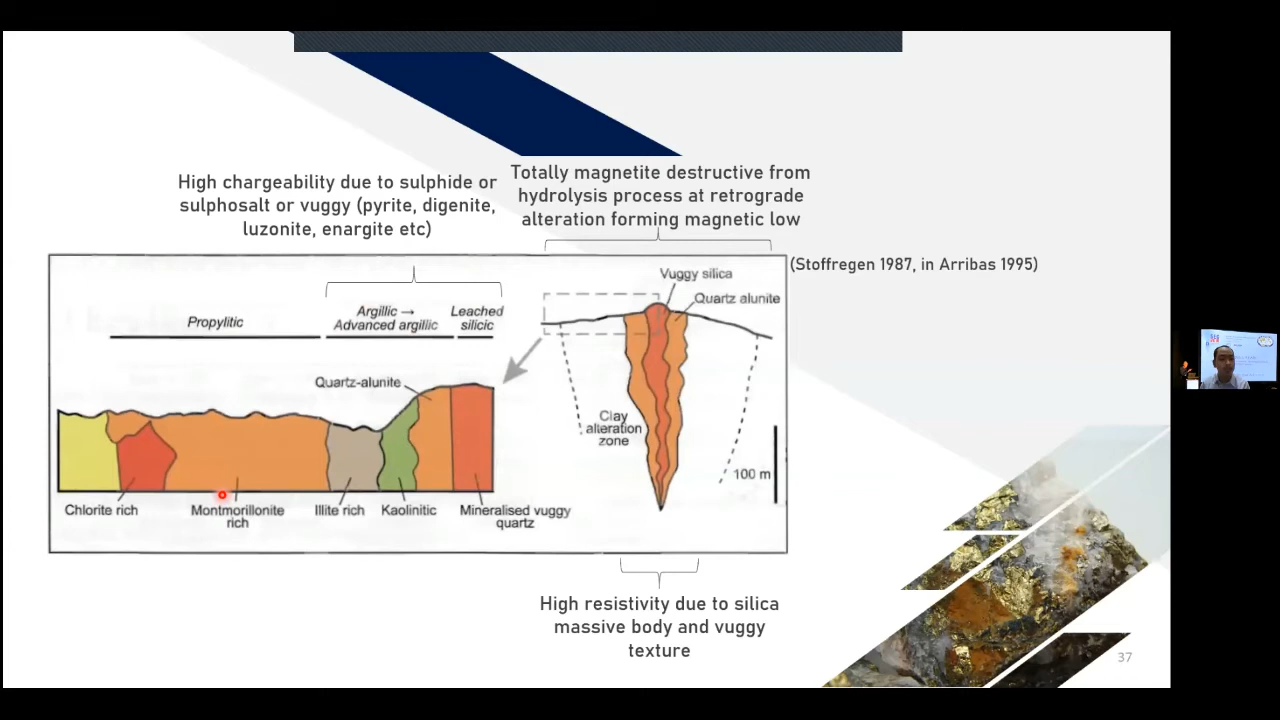 High chargeability due to sulphide or
sulphosalt or vuggy (pyrite, digenite,
luzonite, enargite etc)
Totally magnetite destructive from
hydrolysis process at retrograde
alteration forming magnetic low
(Stoffregen 1987, in Arribas 1995)
Propylitic
Argillic →
Advanced argillic
Leached
silicic
Quartz-alunite
Chlorite rich
Montmorillonite
rich
Illite rich
Kaolinitic
Mineralised vuggy
quartz
Vuggy silica
Quartz alunite
Clay
alteration
zone
100 m
High resistivity due to silica
massive body and vuggy
texture
37